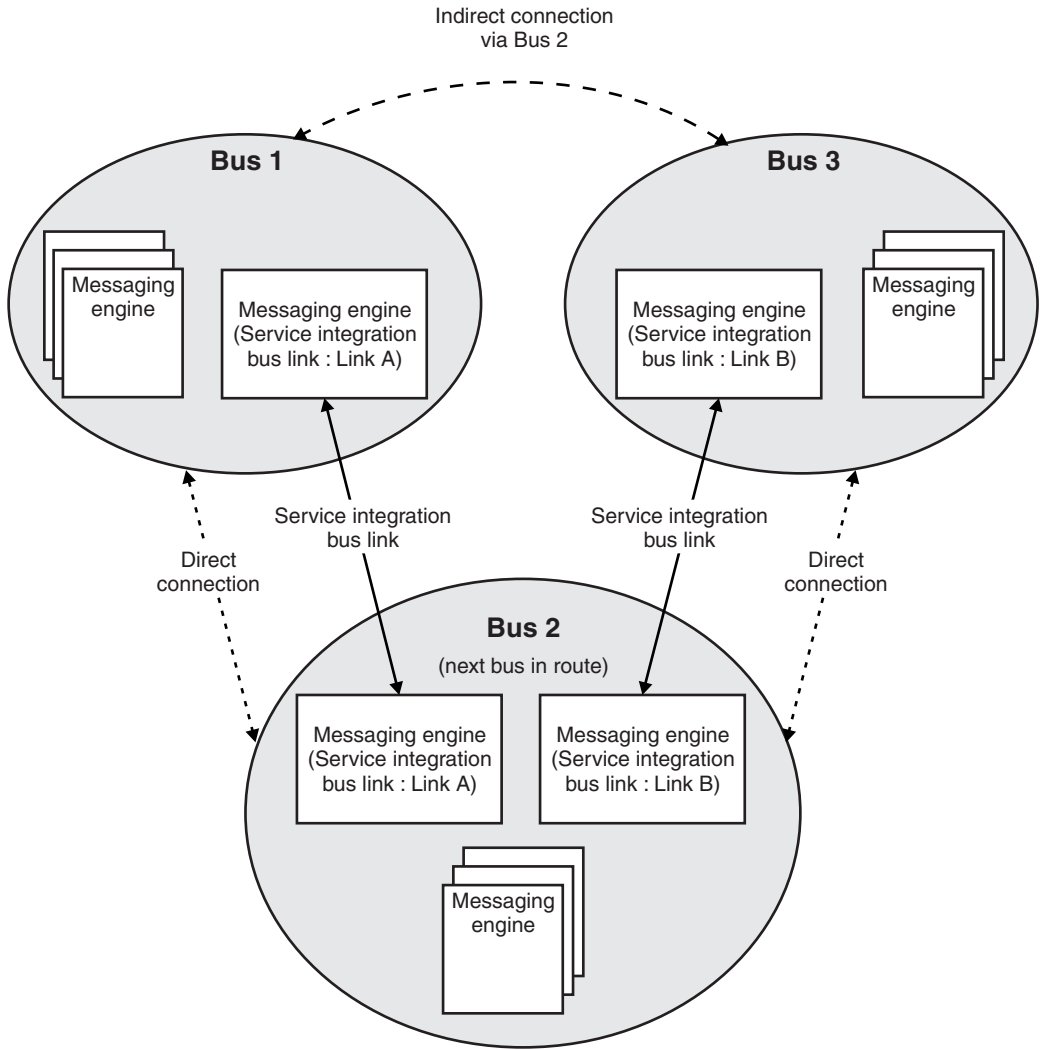 Indirect connection
via Bus 2
Bus 1
Messaging
engine
Messaging engine
(Service integration
bus link : Link A)
Bus 3
Messaging engine
(Service integration
bus link : Link B)
Messaging
engine
Service integration
bus link
Service integration
bus link
Direct
connection
Direct
connection
Bus 2
(next bus in route)
Messaging engine
(Service integration
bus link : Link A)
Messaging engine
(Service integration
bus link : Link B)
Messaging
engine